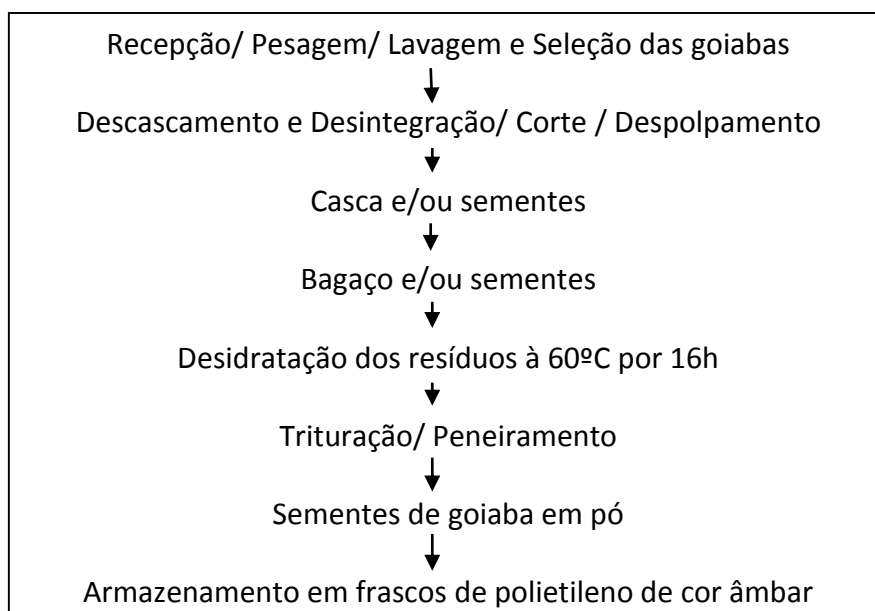 Recepção/ Pesagem/ Lavagem e Seleção das goiabas
Descascamento e Desintegração/ Corte / Despolpamento
Casca e/ou sementes
Bagaço e/ou sementes
Desidratação dos resíduos à 60ºC por 16h
Trituração/ Peneiramento
Sementes de goiaba em pó
Armazenamento em frascos de polietileno de cor âmbar